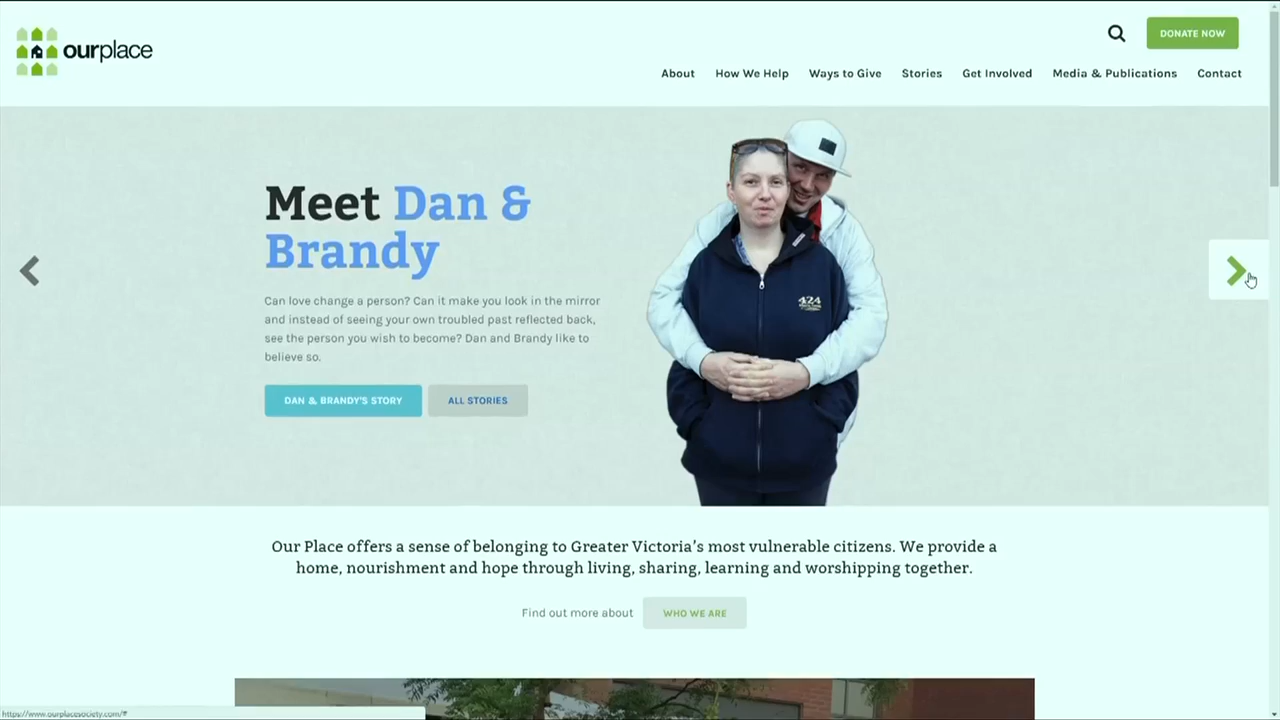 ourplace
DONATE NOW
About How We Help Ways to Give Stories Get Involved Media & Publications Contact
Meet Dan &
Brandy
Can love change a person? Can it make you look in the mirror
and instead of seeing your own troubled past reflected back,
see the person you wish to become? Dan and Brandy like to
believe so.
DAN & BRANDY'S STORY ALL STORIES
424
Our Place offers a sense of belonging to Greater Victoria's most vulnerable citizens. We provide a
home, nourishment and hope through living, sharing, learning and worshipping together.
Find out more about WHO WE ARE
https://www.ourplacesociety.com/#